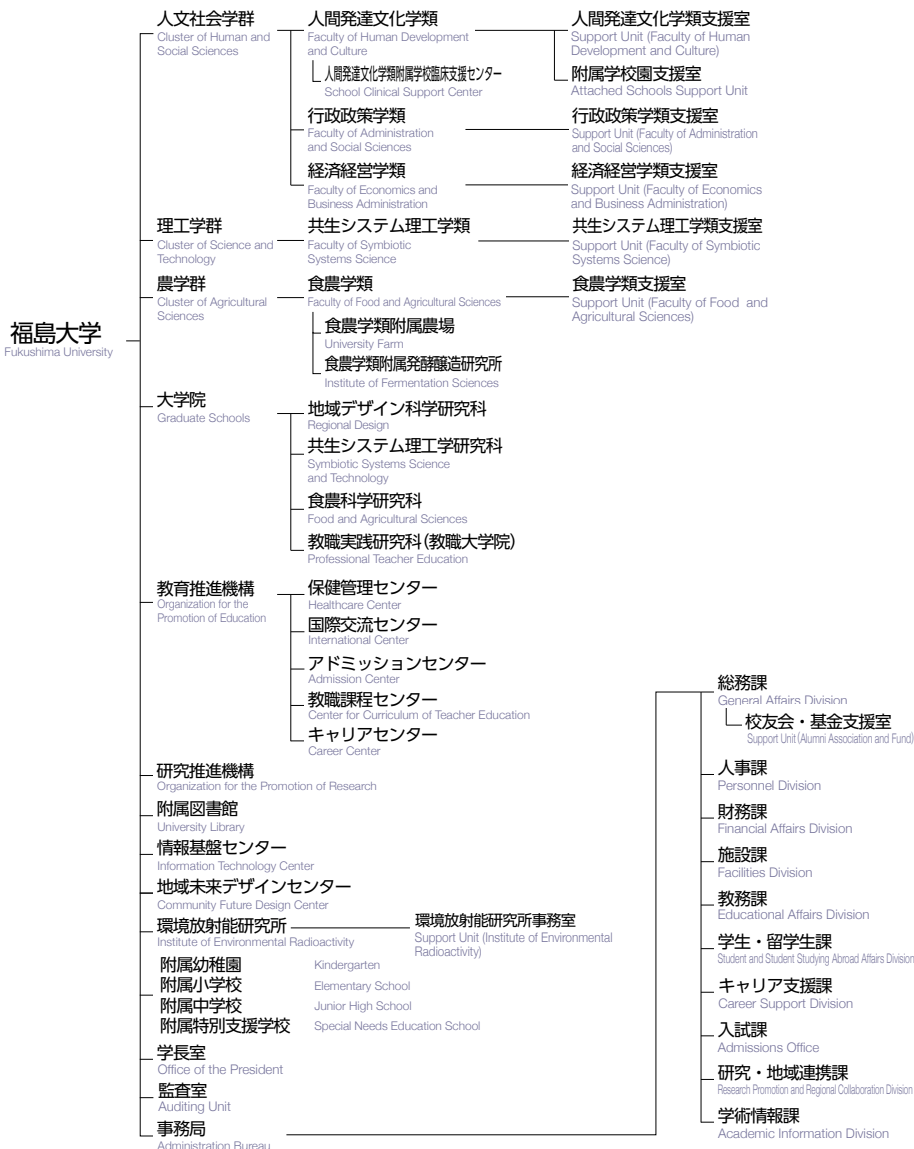 福島大学
Fukushima University
人文社会学群
Cluster of Human and
Social Sciences
人間発達文化学類
Faculty of Human Development
and Culture
人間発達文化学類附属学校臨床支援センター
School Clinical Support Center
人間発達文化学類支援室
Support Unit (Faculty of Human
Development and Culture)
附属学校園支援室
Attached Schools Support Unit
行政政策学類
Faculty of Administration
and Social Sciences
行政政策学類支援室
Support Unit (Faculty of Administration
and Social Sciences)
経済経営学類
Faculty of Economics and
Business Administration
経済経営学類支援室
Support Unit (Faculty of Economics
and Business Administration)
理工学群
Cluster of Science and
Technology
共生システム理工学類
Faculty of Symbiotic
Systems Science
共生システム理工学類支援室
Support Unit (Faculty of Symbiotic
Systems Science)
農学群
Cluster of Agricultural
Sciences
食農学類
Faculty of Food and Agricultural Sciences
食農学類附属農場
University Farm
食農学類附属発酵醸造研究所
Institute of Fermentation Sciences
食農学類支援室
Support Unit (Faculty of Food and
Agricultural Sciences)
大学院
Graduate Schools
地域デザイン科学研究科
Regional Design
共生システム理工学研究科
Symbiotic Systems Science
and Technology
食農科学研究科
Food and Agricultural Sciences
教職実践研究科(教職大学院)
Professional Teacher Education
教育推進機構
Organization for the
Promotion of Education
保健管理センター
Healthcare Center
国際交流センター
International Center
アドミッションセンター
Admission Center
教職課程センター
Center for Curriculum of Teacher Education
キャリアセンター
Career Center
研究推進機構
Organization for the Promotion of Research
附属図書館
University Library
情報基盤センター
Information Technology Center
地域未来デザインセンター
Community Future Design Center
環境放射能研究所
Institute of Environmental Radioactivity
環境放射能研究所事務室
Support Unit (Institute of Environmental
Radioactivity)
附属幼稚園 Kindergarten
附属小学校 Elementary School
附属中学校 Junior High School
附属特別支援学校 Special Needs Education School
学長室
Office of the President
監査室
Auditing Unit
事務局
Administration Bureau
総務課
General Affairs Division
校友会・基金支援室
Support Unit (Alumni Association and Fund)
人事課
Personnel Division
財務課
Financial Affairs Division
施設課
Facilities Division
教務課
Educational Affairs Division
学生・留学生課
Student and Student Studying Abroad Affairs Division
キャリア支援課
Career Support Division
入試課
Admissions Office
研究・地域連携課
Research Promotion and Regional Collaboration Division
学術情報課
Academic Information Division